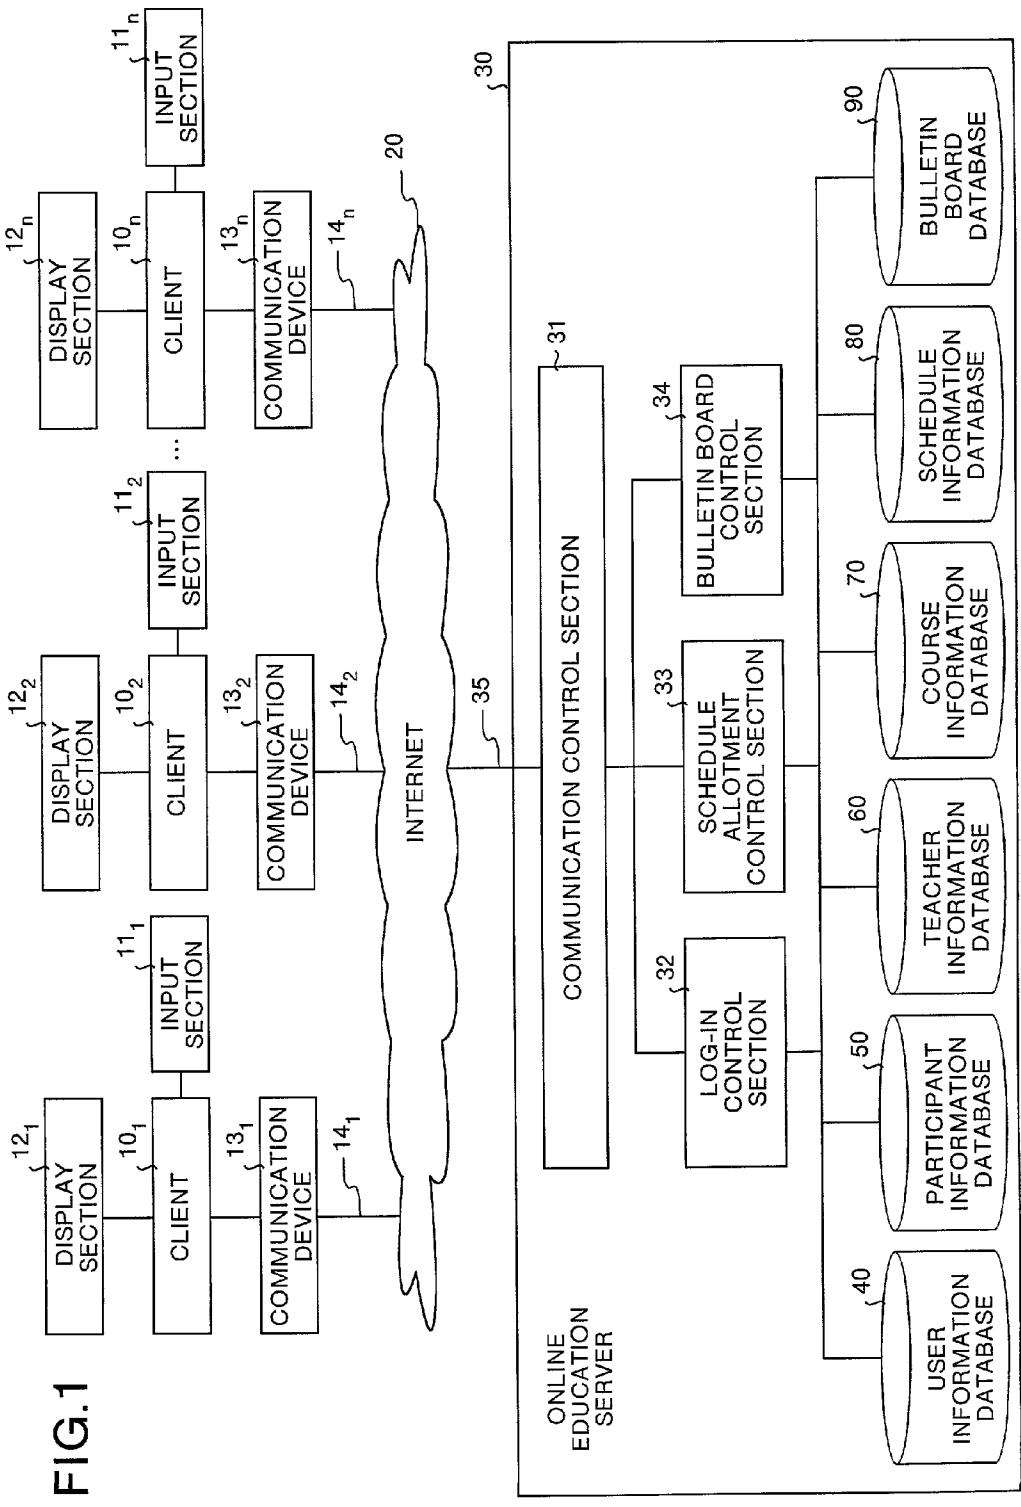 FIG.1
12₁
DISPLAY
SECTION
10₁
CLIENT
11₁
INPUT
SECTION
13₁
COMMUNICATION
DEVICE
14₁
12₂
DISPLAY
SECTION
10₂
CLIENT
11₂
INPUT
SECTION
13₂
COMMUNICATION
DEVICE
14₂
...
12ₙ
DISPLAY
SECTION
10ₙ
CLIENT
11ₙ
INPUT
SECTION
13ₙ
COMMUNICATION
DEVICE
14ₙ
INTERNET
20
35
30
ONLINE
EDUCATION
SERVER
31
COMMUNICATION CONTROL SECTION
32
LOG-IN
CONTROL
SECTION
33
SCHEDULE
ALLOTMENT
CONTROL SECTION
34
BULLETIN BOARD
CONTROL
SECTION
40
USER
INFORMATION
DATABASE
50
PARTICIPANT
INFORMATION
DATABASE
60
TEACHER
INFORMATION
DATABASE
70
COURSE
INFORMATION
DATABASE
80
SCHEDULE
INFORMATION
DATABASE
90
BULLETIN
BOARD
DATABASE